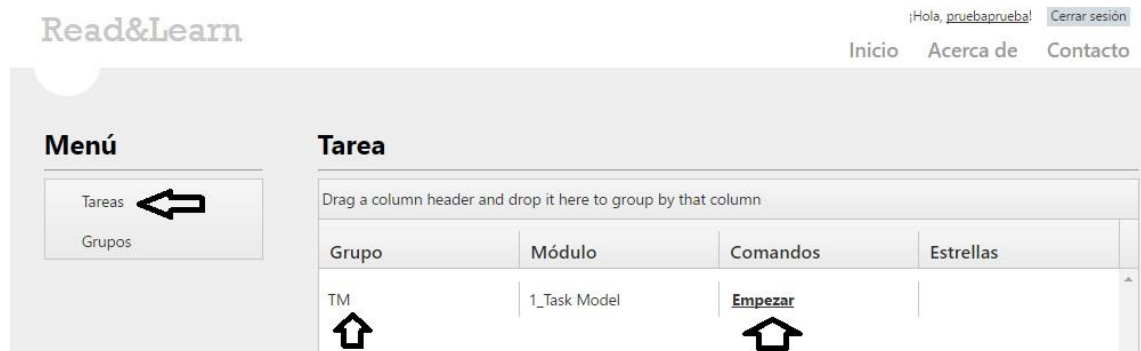 ¡Hola, pruebaprueba! Cerrar sesión
Read&Learn
Inicio Acerca de Contacto
Menú
Tareas
Grupos
Tarea
Drag a column header and drop it here to group by that column
Grupo Módulo Comandos Estrellas
TM 1_Task Model Empezar